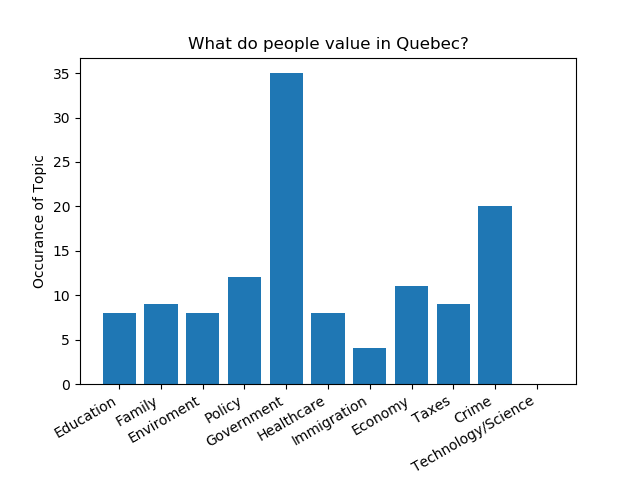 What do people value in Quebec?
Occurance of Topic
35
30
25
20
15
10
5
0
Education
Family
Enviroment
Policy
Government
Healthcare
Immigration
Economy
Taxes
Crime
Technology/Science